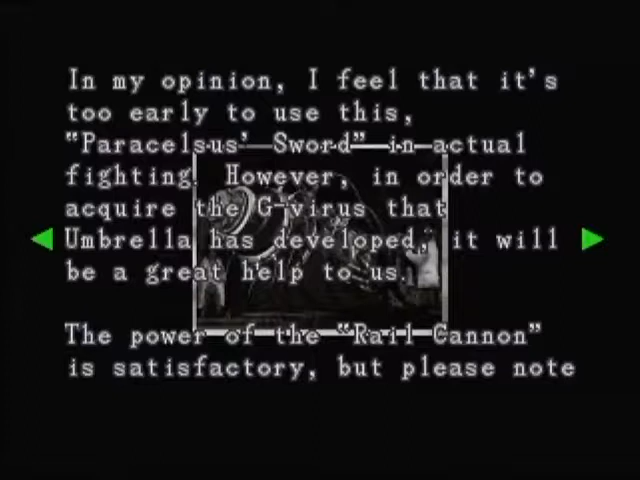 In my opinion, I feel that it's
too early to use this,
"Paracelsus' Sword" in actual
fighting. However, in order to
acquire the G-virus that
Umbrella has developed, it will
be a great help to us.
The power of the "Rail Cannon"
is satisfactory, but please note